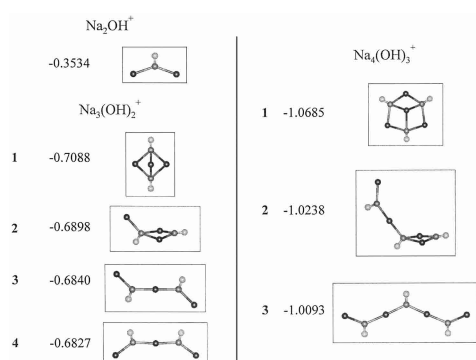 Na₂OH⁺
-0.3534
Na₃(OH)₂⁺
1 -0.7088
2 -0.6898
3 -0.6840
4 -0.6827
Na₄(OH)₃⁺
1 -1.0685
2 -1.0238
3 -1.0093